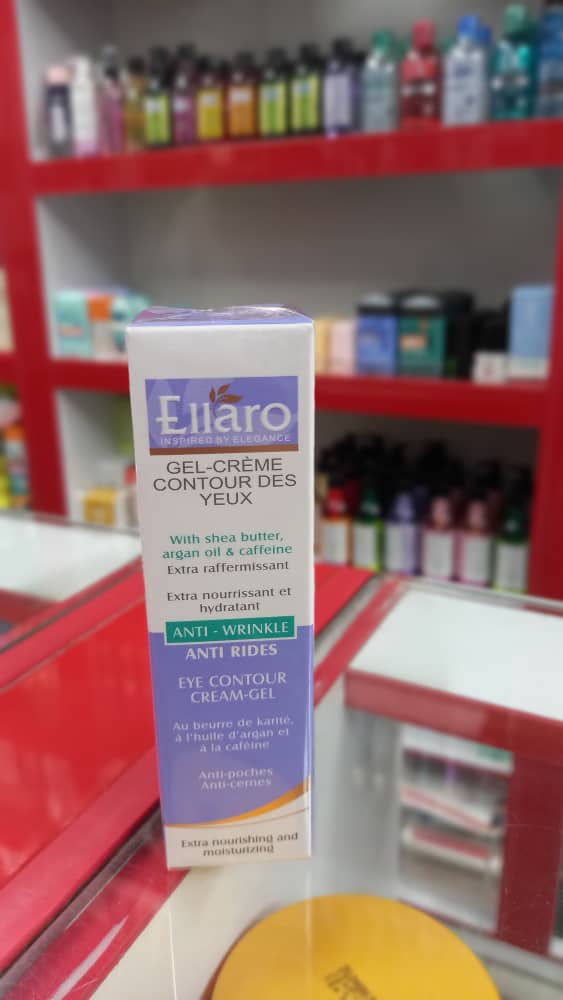 Ellaro
INSPIRED BY ELEGANCE
GEL-CRÈME
CONTOUR DES
YEUX
With shea butter,
argan oil & caffeine
Extra raffermissant
Extra nourrissant et
hydratant
ANTI - WRINKLE
ANTI RIDES
EYE CONTOUR
CREAM-GEL
Au beurre de karité,
à l'huile d'argan et
à la caféine
Anti-poches
Anti-cernes
Extra nourishing and
moisturizing